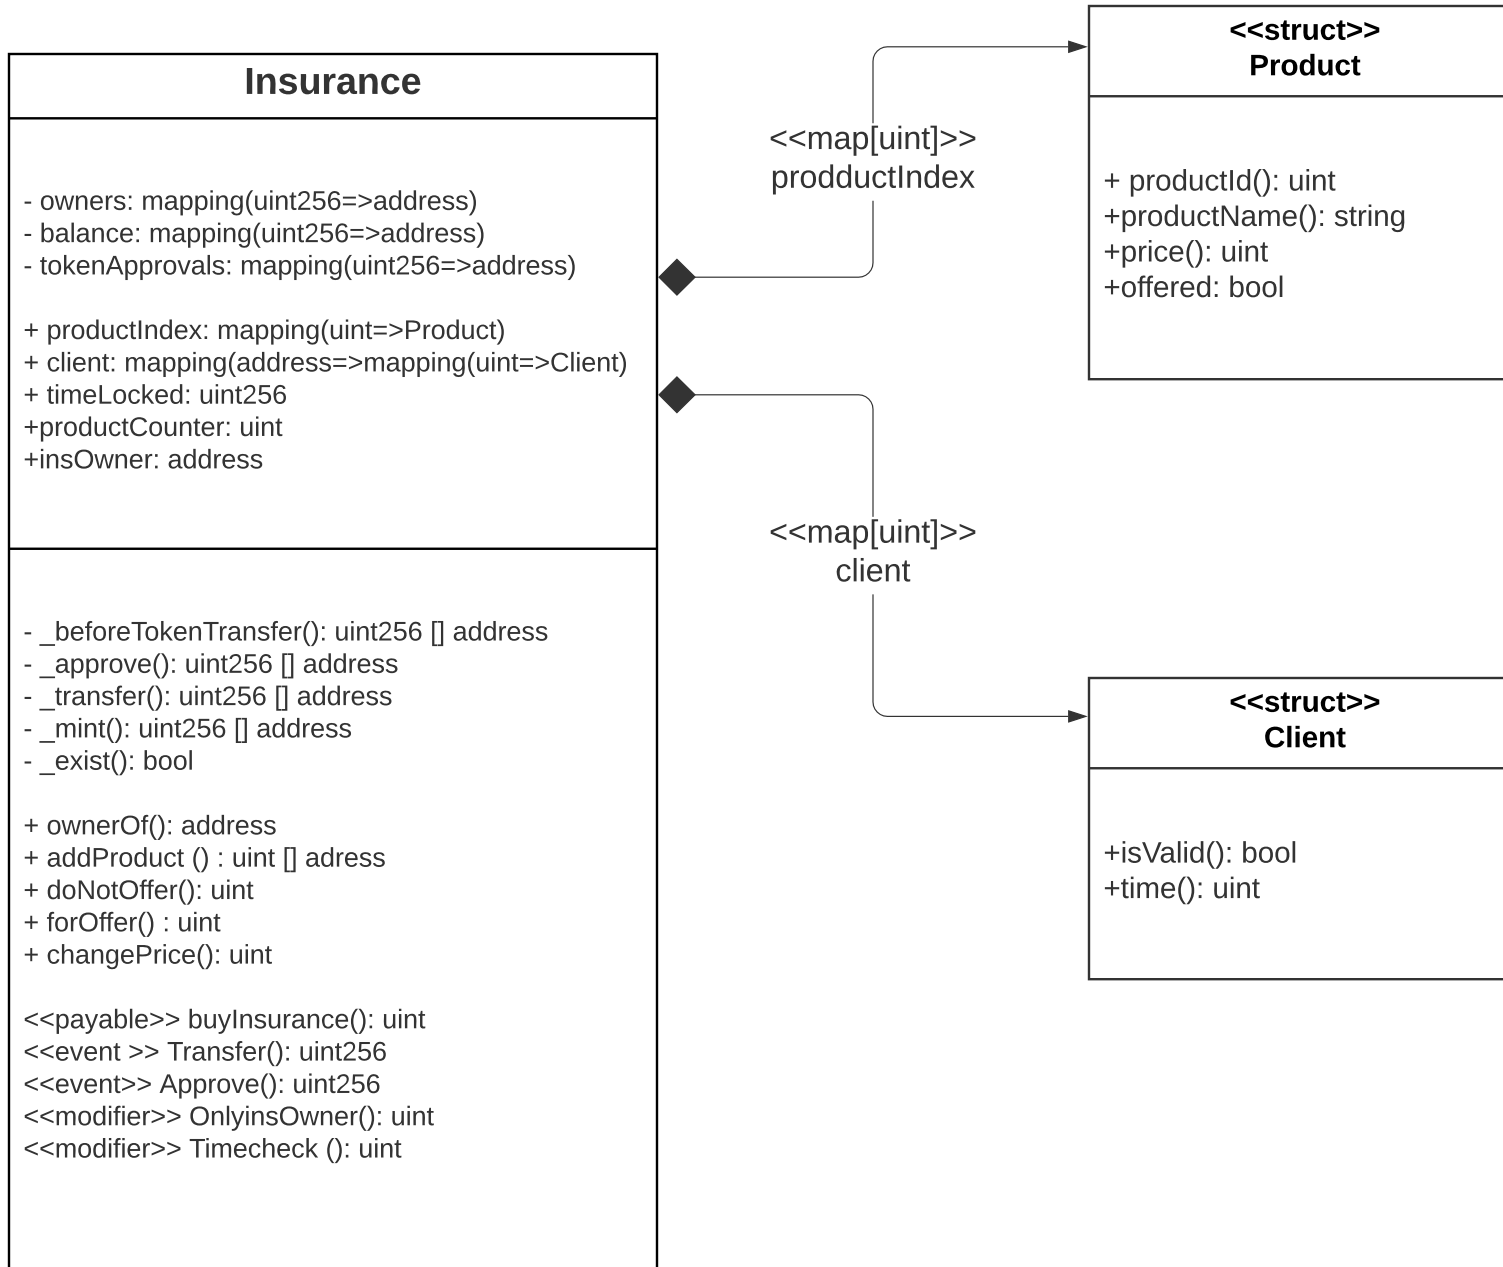 Insurance
- owners: mapping(uint256=>address)
- balance: mapping(uint256=>address)
- tokenApprovals: mapping(uint256=>address)
+ productIndex: mapping(uint=>Product)
+ client: mapping(address=>mapping(uint=>Client)
+ timeLocked: uint256
+productCounter: uint
+insOwner: address
- _beforeTokenTransfer(): uint256 [] address
- _approve(): uint256 [] address
- _transfer(): uint256 [] address
- _mint(): uint256 [] address
- _exist(): bool
+ ownerOf(): address
+ addProduct () : uint [] adress
+ doNotOffer(): uint
+ forOffer() : uint
+ changePrice(): uint
<<payable>> buyInsurance(): uint
<<event >> Transfer(): uint256
<<event>> Approve(): uint256
<<modifier>> OnlyinsOwner(): uint
<<modifier>> Timecheck (): uint
<<map[uint]>>
prodductIndex
<<map[uint]>>
client
<<struct>>
Product
+ productId(): uint
+productName(): string
+price(): uint
+offered: bool
<<struct>>
Client
+isValid(): bool
+time(): uint